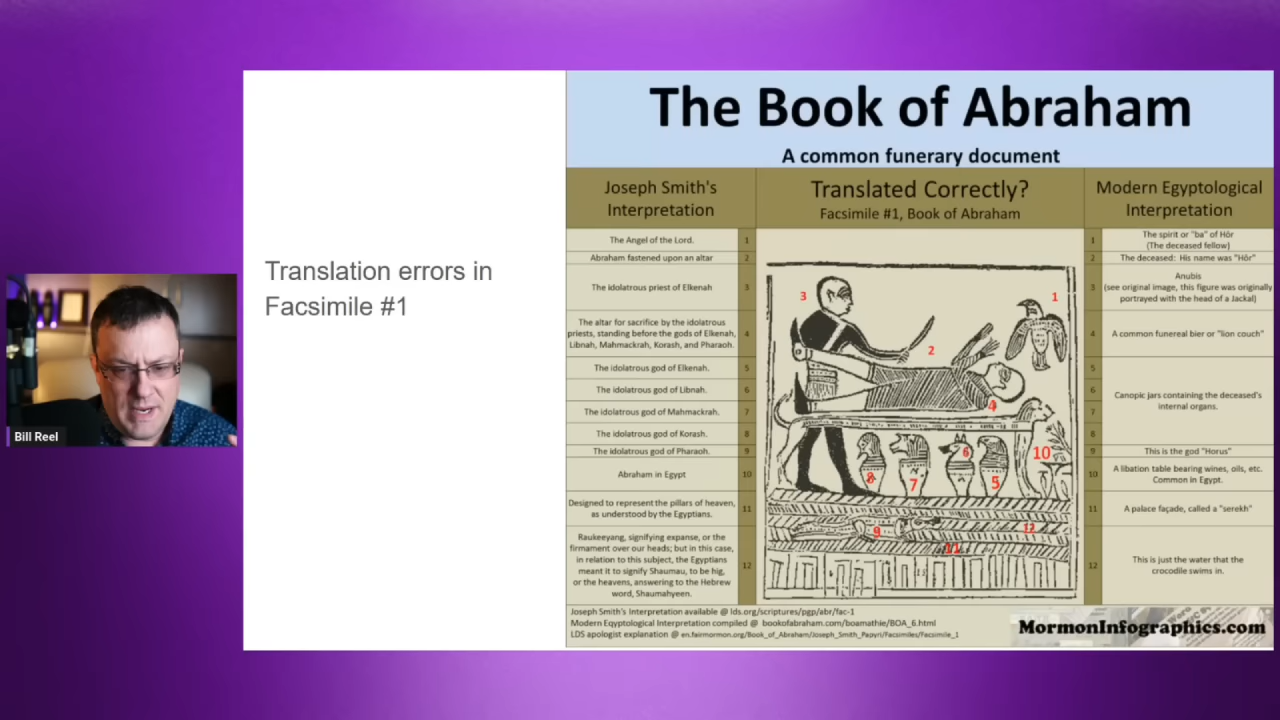 The Book of Abraham
A common funerary document
Joseph Smith's
Interpretation
Translated Correctly?
Facsimile #1, Book of Abraham
Modern Egyptological
Interpretation
The Angel of the Lord.
1
1
The spirit or "ba" of Hôr
(The deceased fellow)
Abraham fastened upon an altar
2
2
The deceased: His name was "Hôr"
The idolatrous priest of Elkenah
3
3
Anubis
(see original image, this figure was originally
portrayed with the head of a Jackal)
The altar for sacrifice by the idolatrous
priests, standing before the gods of Elkenah,
Libnah, Mahmackrah, Korash, and Pharaoh.
4
4
A common funereal bier or "lion couch"
The idolatrous god of Elkenah.
5
5
The idolatrous god of Libnah.
6
6
The idolatrous god of Mahmackrah.
7
7
The idolatrous god of Korash.
8
8
Canopic jars containing the deceased's
internal organs.
The idolatrous god of Pharaoh.
9
9
This is the god "Horus"
Abraham in Egypt
10
10
A libation table bearing wines, oils, etc.
Common in Egypt.
Designed to represent the pillars of heaven,
as understood by the Egyptians.
11
11
A palace façade, called a "serekh"
Raukeeyang, signifying expanse, or the
firmament over our heads; but in this case,
in relation to this subject, the Egyptians
meant it to signify Shaumau, to be hig,
or the heavens, answering to the Hebrew
word, Shaumahyeen.
12
12
This is just the water that the
crocodile swims in.
3
1
2
4
10
8
7
6
5
9
12
11
Joseph Smith's Interpretation available @ lds.org/scriptures/pgp/abr/fac-1
Modern Eqyptological Interpretation compiled @ bookofabraham.com/boamathie/BOA_6.html
LDS apologist explanation @ en.fairmormon.org/Book_of_Abraham/Joseph_Smith_Papyri/Facsimiles/Facsimile_1
MormonInfographics.com
Translation errors in
Facsimile #1
Bill Reel